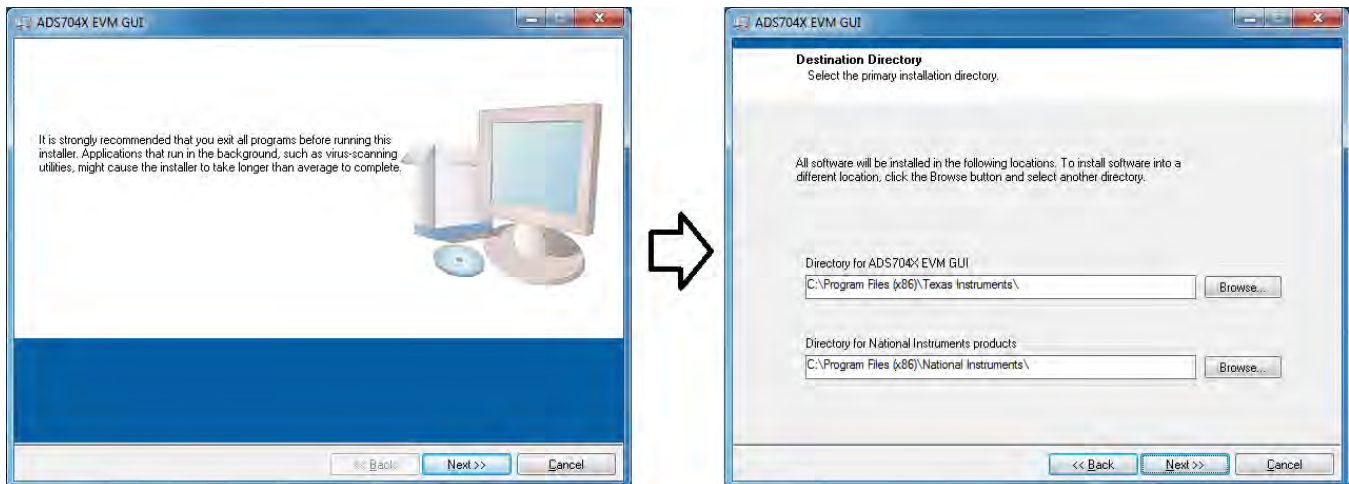 ADS704X EVM GUI
It is strongly recommended that you exit all programs before running this
installer. Applications that run in the background, such as virus-scanning
utilities, might cause the installer to take longer than average to complete.
<< Back
Next >>
Cancel
ADS704X EVM GUI
Destination Directory
Select the primary installation directory.
All software will be installed in the following locations. To install software into a
different location, click the Browse button and select another directory.
Directory for ADS704X EVM GUI
C:\Program Files (x86)\Texas Instruments\
Browse...
Directory for National Instruments products
C:\Program Files (x86)\National Instruments\
Browse...
<< Back
Next >>
Cancel